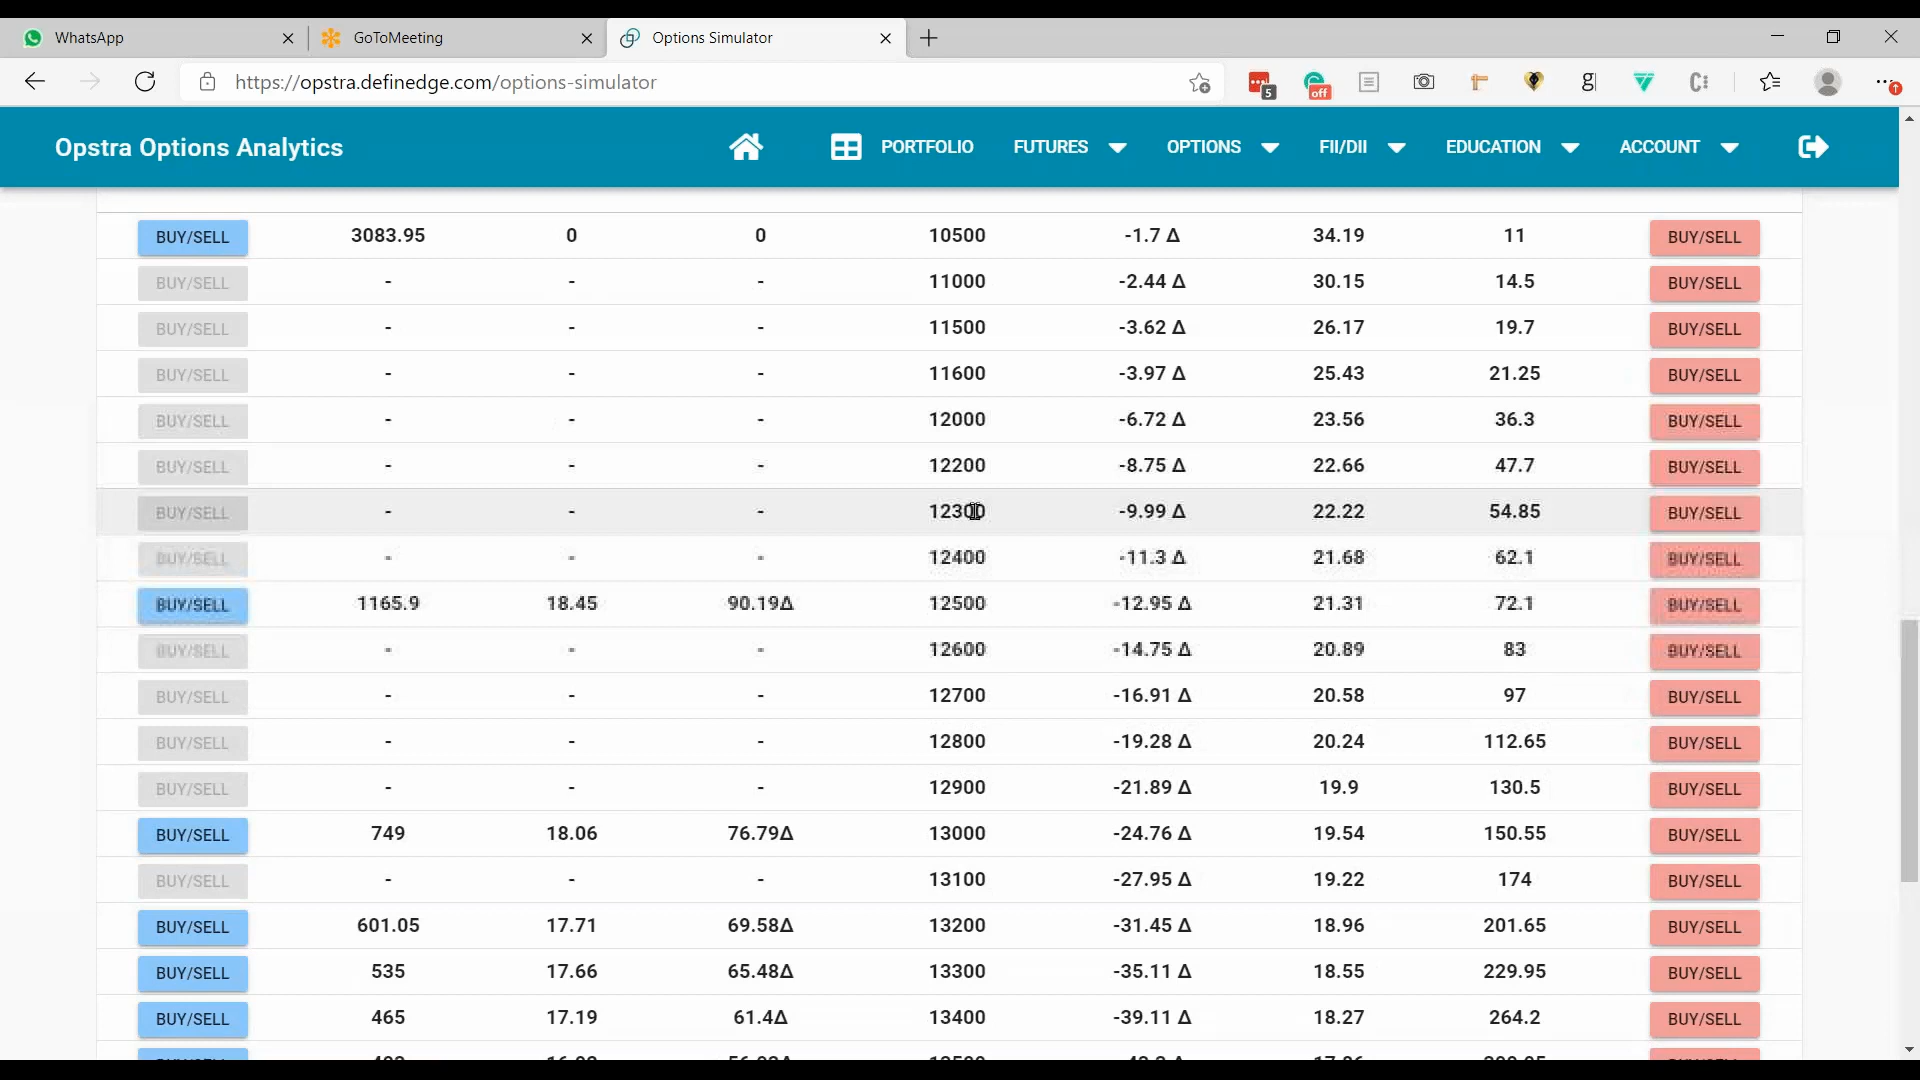 WhatsApp GoToMeeting Options Simulator
https://opstra.definedge.com/options-simulator 5 off g
Opstra Options Analytics PORTFOLIO FUTURES OPTIONS FII/DII EDUCATION ACCOUNT
BUY/SELL 3083.95 0 0 10500 -1.7 Δ 34.19 11 BUY/SELL
BUY/SELL - - - 11000 -2.44 Δ 30.15 14.5 BUY/SELL
BUY/SELL - - - 11500 -3.62 Δ 26.17 19.7 BUY/SELL
BUY/SELL - - - 11600 -3.97 Δ 25.43 21.25 BUY/SELL
BUY/SELL - - - 12000 -6.72 Δ 23.56 36.3 BUY/SELL
BUY/SELL - - - 12200 -8.75 Δ 22.66 47.7 BUY/SELL
BUY/SELL - - - 12300 -9.99 Δ 22.22 54.85 BUY/SELL
BUY/SELL - - - 12400 -11.3 Δ 21.68 62.1 BUY/SELL
BUY/SELL 1165.9 18.45 90.19Δ 12500 -12.95 Δ 21.31 72.1 BUY/SELL
BUY/SELL - - - 12600 -14.75 Δ 20.89 83 BUY/SELL
BUY/SELL - - - 12700 -16.91 Δ 20.58 97 BUY/SELL
BUY/SELL - - - 12800 -19.28 Δ 20.24 112.65 BUY/SELL
BUY/SELL - - - 12900 -21.89 Δ 19.9 130.5 BUY/SELL
BUY/SELL 749 18.06 76.79Δ 13000 -24.76 Δ 19.54 150.55 BUY/SELL
BUY/SELL - - - 13100 -27.95 Δ 19.22 174 BUY/SELL
BUY/SELL 601.05 17.71 69.58Δ 13200 -31.45 Δ 18.96 201.65 BUY/SELL
BUY/SELL 535 17.66 65.48Δ 13300 -35.11 Δ 18.55 229.95 BUY/SELL
BUY/SELL 465 17.19 61.4Δ 13400 -39.11 Δ 18.27 264.2 BUY/SELL